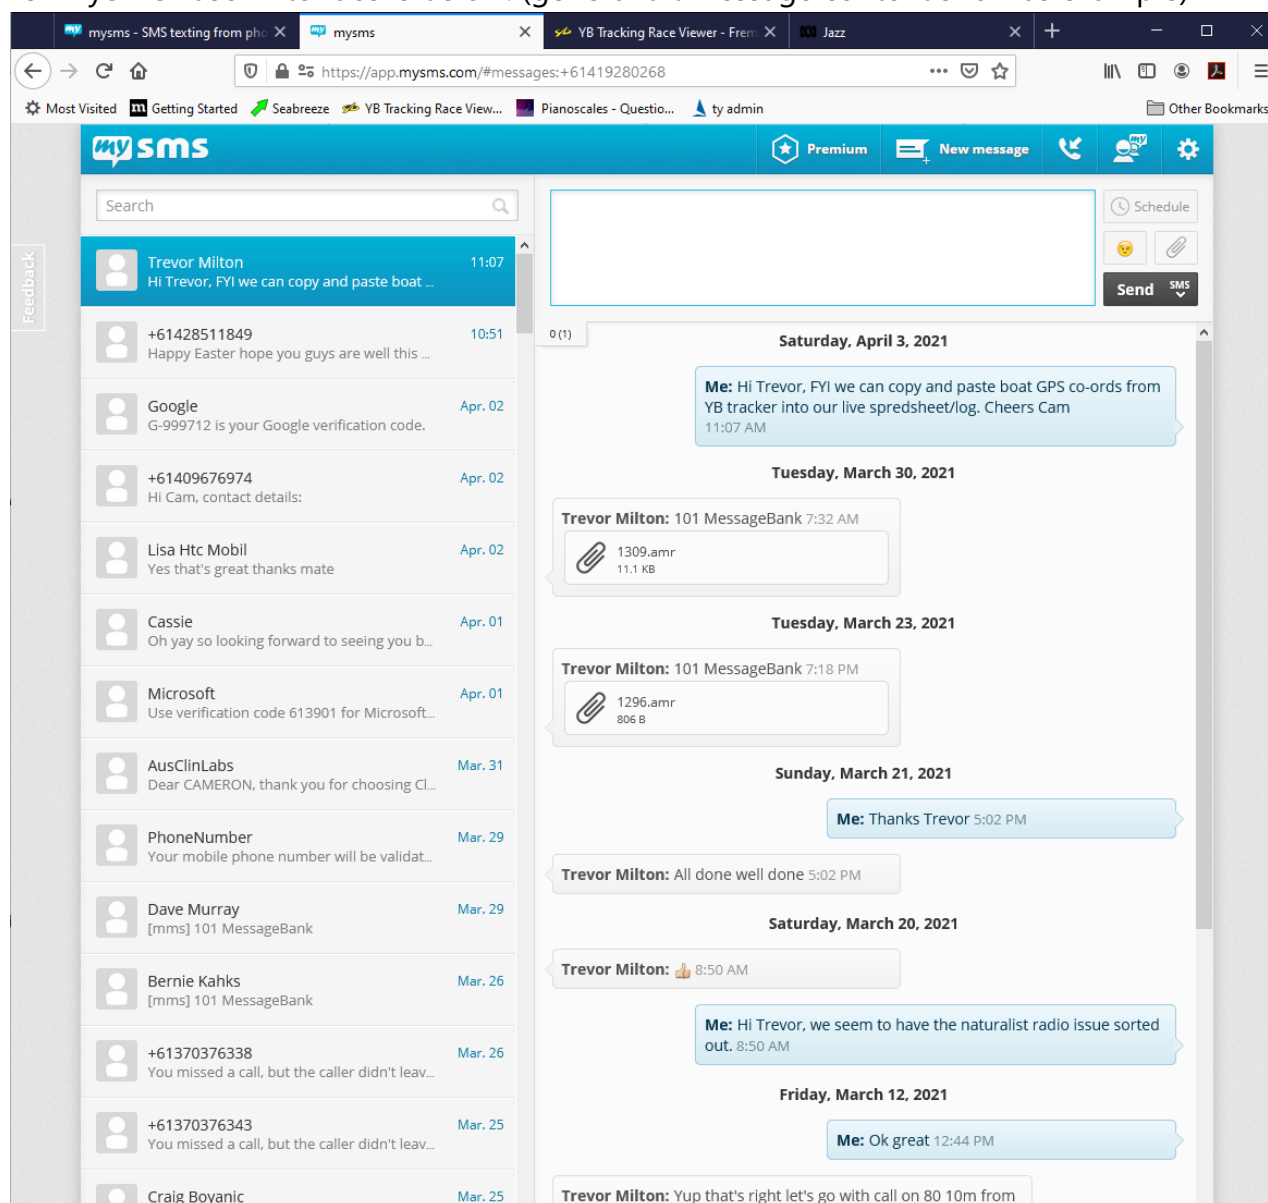 mysms - SMS texting from pho
mysms
YB Tracking Race Viewer - Frem
Jazz
https://app.mysms.com/#messages:+61419280268
Most Visited
Getting Started
Seabreeze
YB Tracking Race View...
Pianoscales - Questio...
ty admin
Other Bookmarks
my sms
Premium
New message
my
Feedback
Search
Trevor Milton 11:07
Hi Trevor, FYI we can copy and paste boat ...
+61428511849 10:51
Happy Easter hope you guys are well this ...
Google Apr. 02
G-999712 is your Google verification code.
+61409676974 Apr. 02
Hi Cam, contact details:
Lisa Htc Mobil Apr. 02
Yes that's great thanks mate
Cassie Apr. 01
Oh yay so looking forward to seeing you b...
Microsoft Apr. 01
Use verification code 613901 for Microsoft...
AusClinLabs Mar. 31
Dear CAMERON, thank you for choosing Cl...
PhoneNumber Mar. 29
Your mobile phone number will be validat...
Dave Murray Mar. 29
[mms] 101 MessageBank
Bernie Kahks Mar. 26
[mms] 101 MessageBank
+61370376338 Mar. 26
You missed a call, but the caller didn't leav...
+61370376343 Mar. 25
You missed a call, but the caller didn't leav...
Craig Boyanic Mar. 25
Schedule
Send SMS
0 (1)
Saturday, April 3, 2021
Me: Hi Trevor, FYI we can copy and paste boat GPS co-ords from
YB tracker into our live spredsheet/log. Cheers Cam
11:07 AM
Tuesday, March 30, 2021
Trevor Milton: 101 MessageBank 7:32 AM
1309.amr
11.1 KB
Tuesday, March 23, 2021
Trevor Milton: 101 MessageBank 7:18 PM
1296.amr
806 B
Sunday, March 21, 2021
Me: Thanks Trevor 5:02 PM
Trevor Milton: All done well done 5:02 PM
Saturday, March 20, 2021
Trevor Milton: 👍 8:50 AM
Me: Hi Trevor, we seem to have the naturalist radio issue sorted
out. 8:50 AM
Friday, March 12, 2021
Me: Ok great 12:44 PM
Trevor Milton: Yup that's right let's go with call on 80 10m from